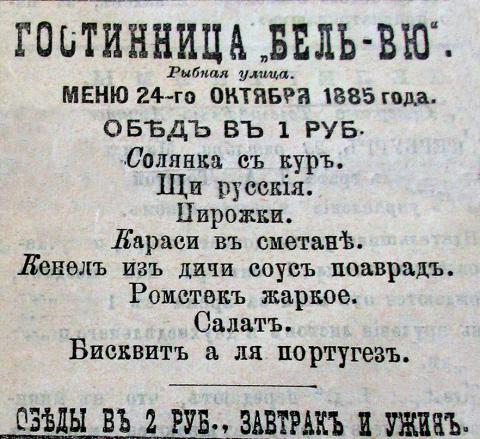 ГОСТИННИЦА „БЕЛЬ-ВЮ".
Рыбная улица.
МЕНЮ 24-го ОКТЯБРЯ 1885 года.
ОБѢДЪ ВЪ 1 РУБ.
Солянка съ куръ.
Щи русскія.
Пирожки.
Караси въ сметанѣ.
Кенелъ изъ дичи соусъ поаврадъ.
Ромстекъ жаркое.
Салатъ.
Бисквитъ а ля португезъ.
ОБѢДЫ ВЪ 2 РУБ., ЗАВТРАКЪ И УЖИНЪ.